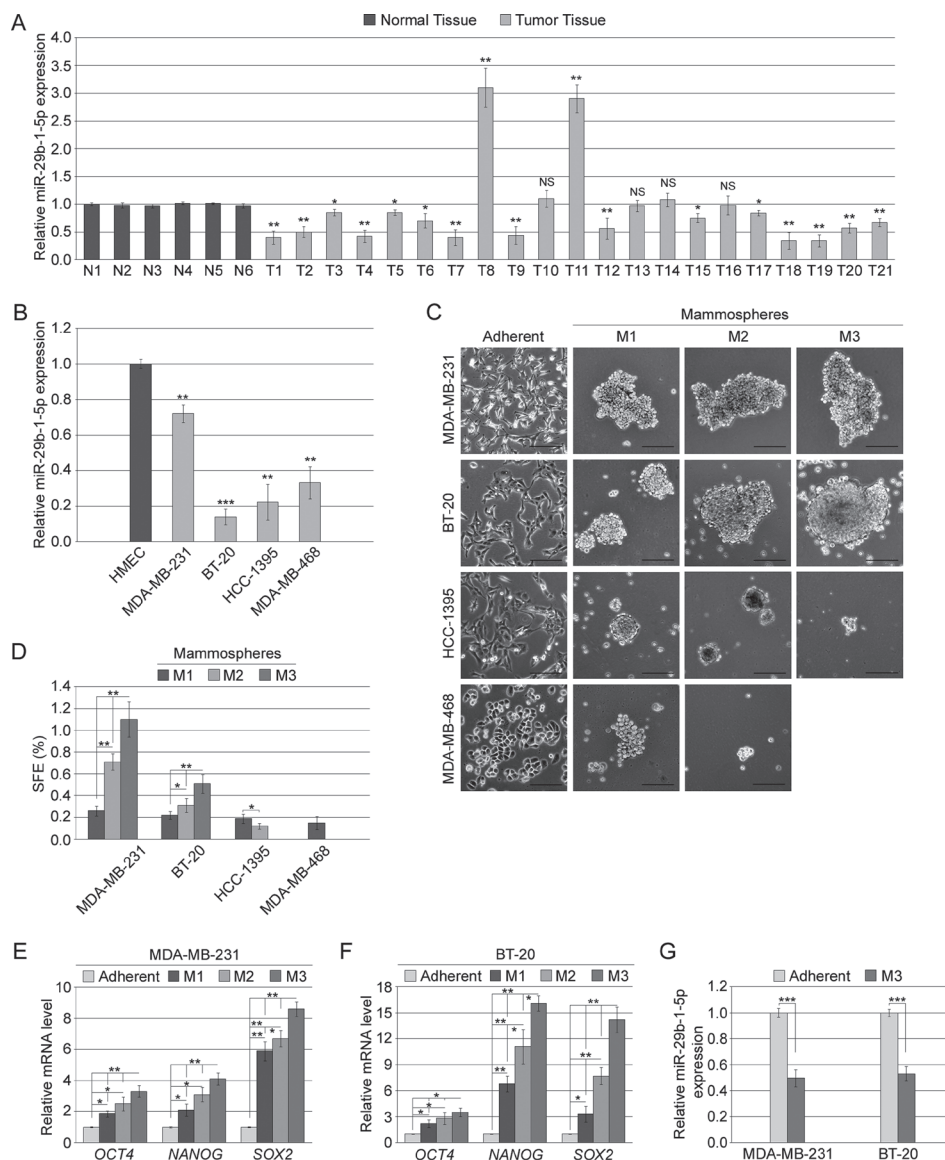 A
Normal Tissue Tumor Tissue
Relative miR-29b-1-5p expression
4.0
3.5
3.0
2.5
2.0
1.5
1.0
0.5
0.0
** ** * ** * * ** ** ** NS ** ** NS NS * NS * ** ** ** **
N1 N2 N3 N4 N5 N6 T1 T2 T3 T4 T5 T6 T7 T8 T9 T10 T11 T12 T13 T14 T15 T16 T17 T18 T19 T20 T21
B
Relative miR-29b-1-5p expression
1.2
1.0
0.8
0.6
0.4
0.2
0.0
** *** ** **
HMEC
MDA-MB-231
BT-20
HCC-1395
MDA-MB-468
C
Mammospheres
Adherent M1 M2 M3
MDA-MB-231
BT-20
HCC-1395
MDA-MB-468
D
Mammospheres
M1 M2 M3
SFE (%)
1.4
1.2
1.0
0.8
0.6
0.4
0.2
0.0
**
**
**
*
*
MDA-MB-231
BT-20
HCC-1395
MDA-MB-468
E
MDA-MB-231
Adherent M1 M2 M3
Relative mRNA level
10
8
6
4
2
0
**
*
*
**
*
*
**
**
**
*
OCT4 NANOG SOX2
F
BT-20
Adherent M1 M2 M3
Relative mRNA level
18
15
12
9
6
3
0
*
*
*
**
*
**
*
**
**
**
*
OCT4 NANOG SOX2
G
Adherent M3
Relative miR-29b-1-5p
expression
1.2
1.0
0.8
0.6
0.4
0.2
0.0
*** ***
MDA-MB-231 BT-20